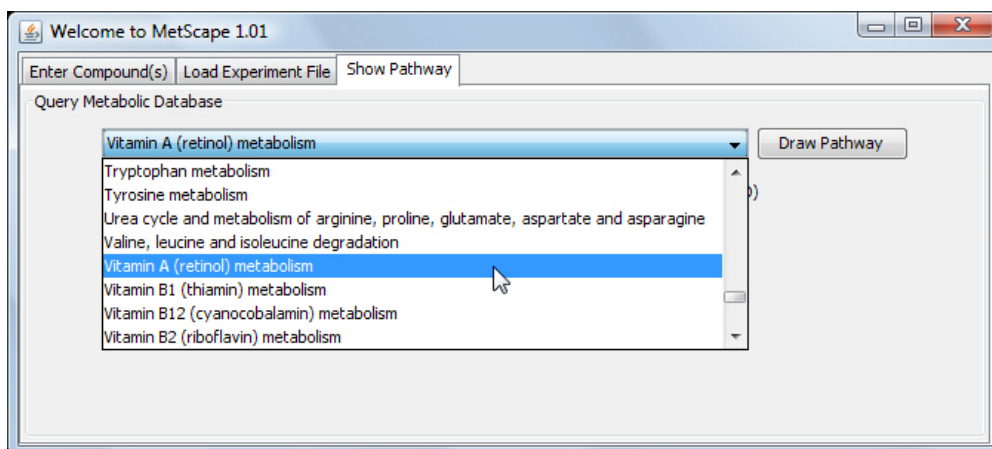 Welcome to MetScape 1.01
Enter Compound(s) Load Experiment File Show Pathway
Query Metabolic Database
Vitamin A (retinol) metabolism Draw Pathway
Tryptophan metabolism
Tyrosine metabolism
Urea cycle and metabolism of arginine, proline, glutamate, aspartate and asparagine
Valine, leucine and isoleucine degradation
Vitamin A (retinol) metabolism
Vitamin B1 (thiamin) metabolism
Vitamin B12 (cyanocobalamin) metabolism
Vitamin B2 (riboflavin) metabolism